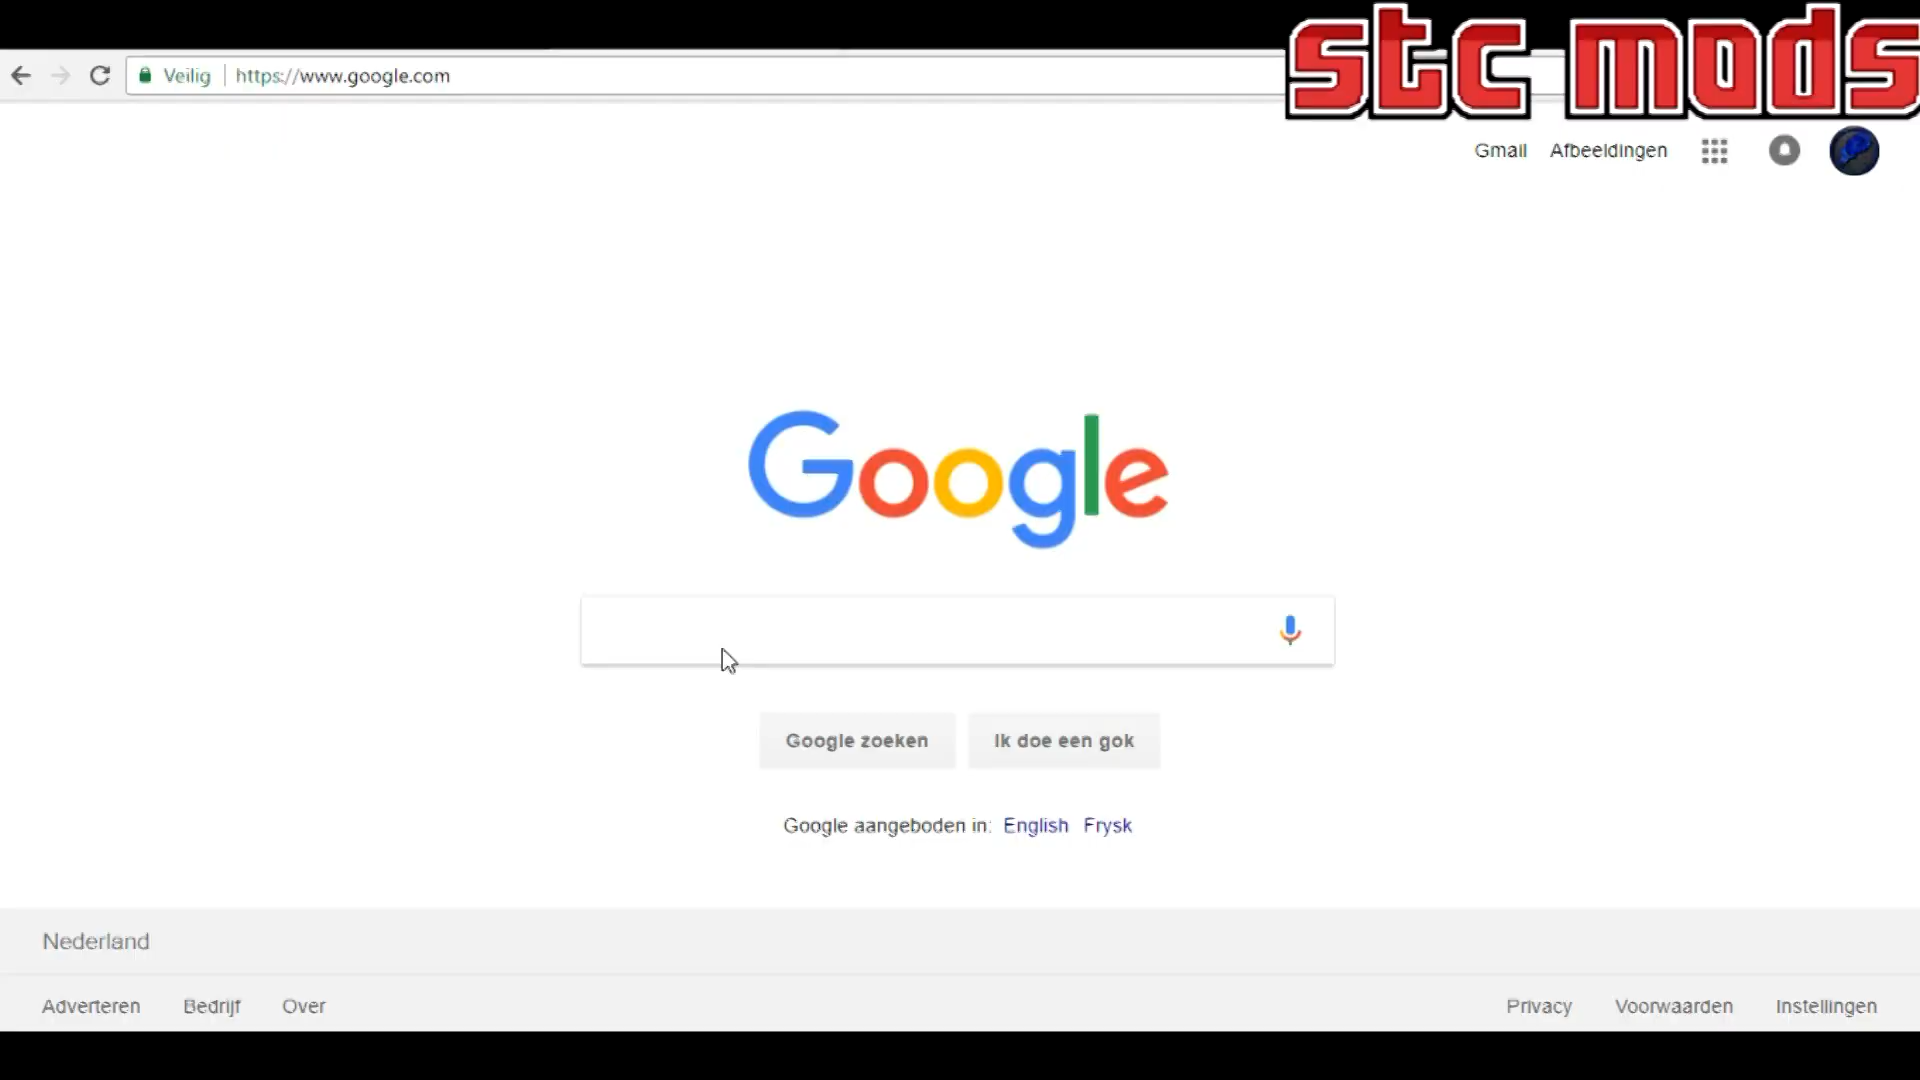 stc mods
Veilig https://www.google.com
Gmail Afbeeldingen
Google
Google zoeken Ik doe een gok
Google aangeboden in: English Frysk
Nederland
Adverteren Bedrijf Over Privacy Voorwaarden Instellingen